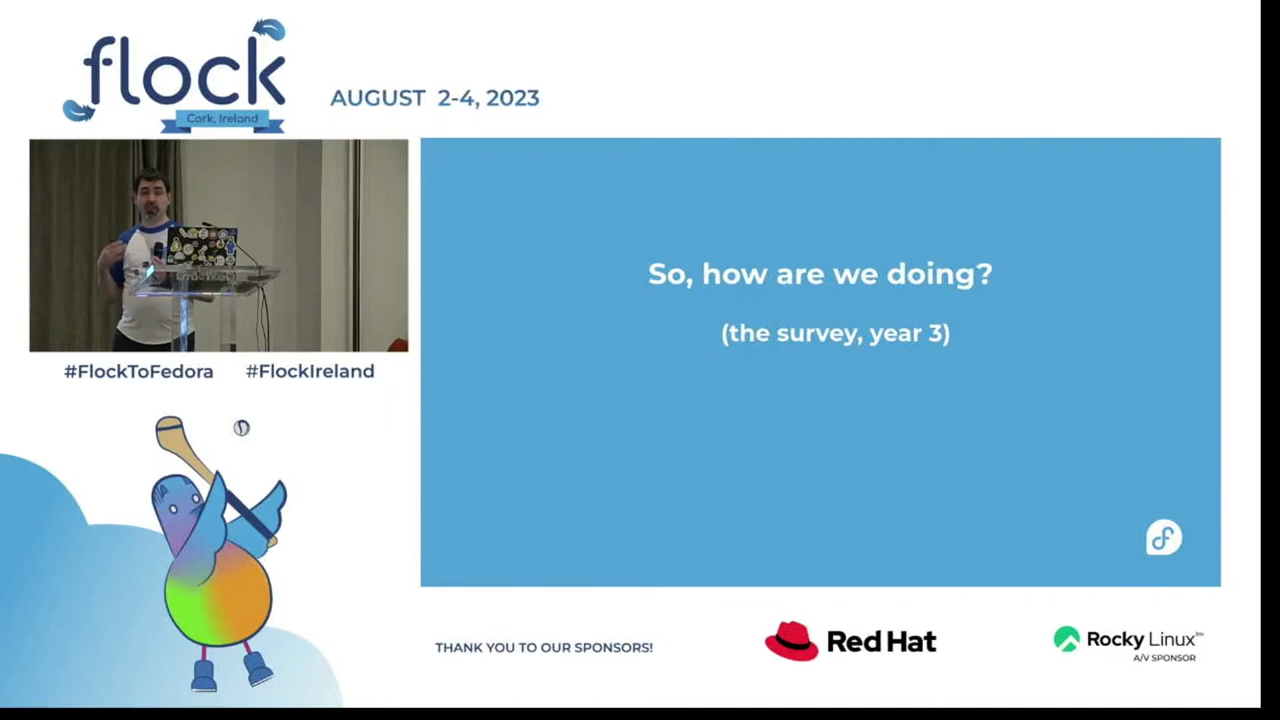 flock
Cork, Ireland
AUGUST 2-4, 2023
So, how are we doing?
(the survey, year 3)
#FlockToFedora #FlockIreland
THANK YOU TO OUR SPONSORS!
Red Hat
Rocky Linux™
A/V SPONSOR